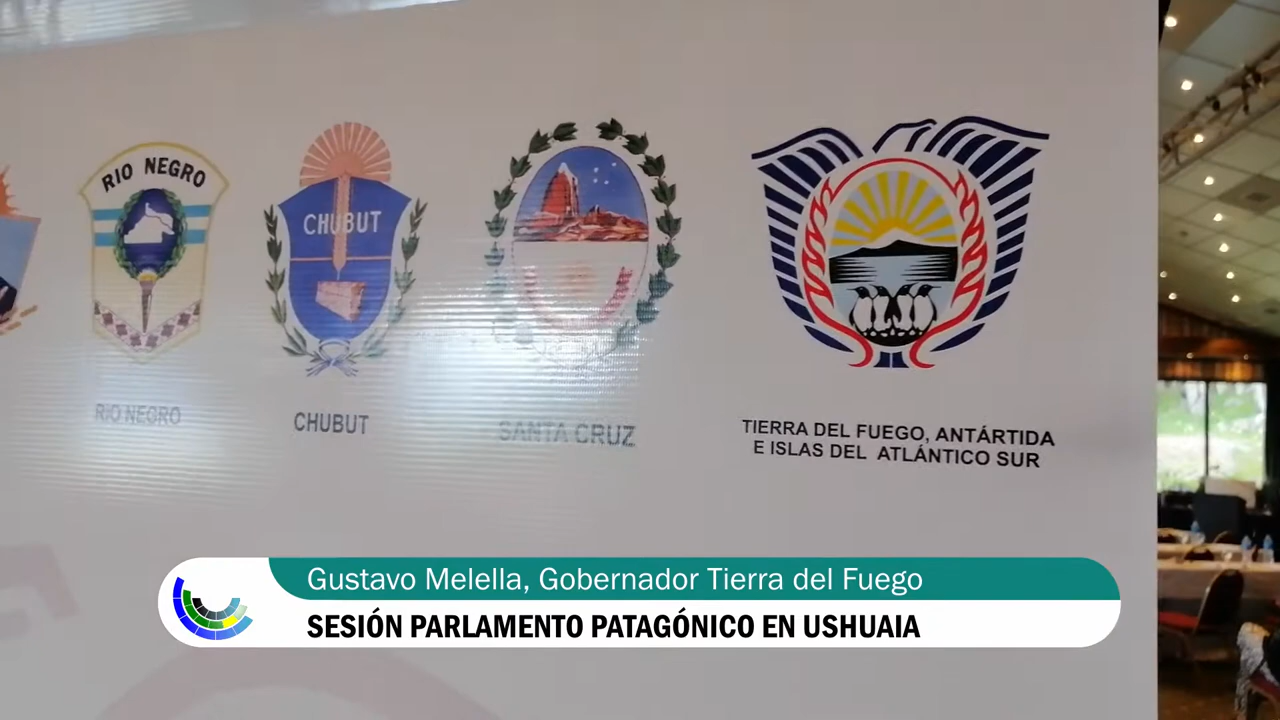 RIO NEGRO
CHUBUT
RIO NEGRO
CHUBUT
SANTA CRUZ
TIERRA DEL FUEGO, ANTÁRTIDA
E ISLAS DEL ATLÁNTICO SUR
Gustavo Melella, Gobernador Tierra del Fuego
SESIÓN PARLAMENTO PATAGÓNICO EN USHUAIA